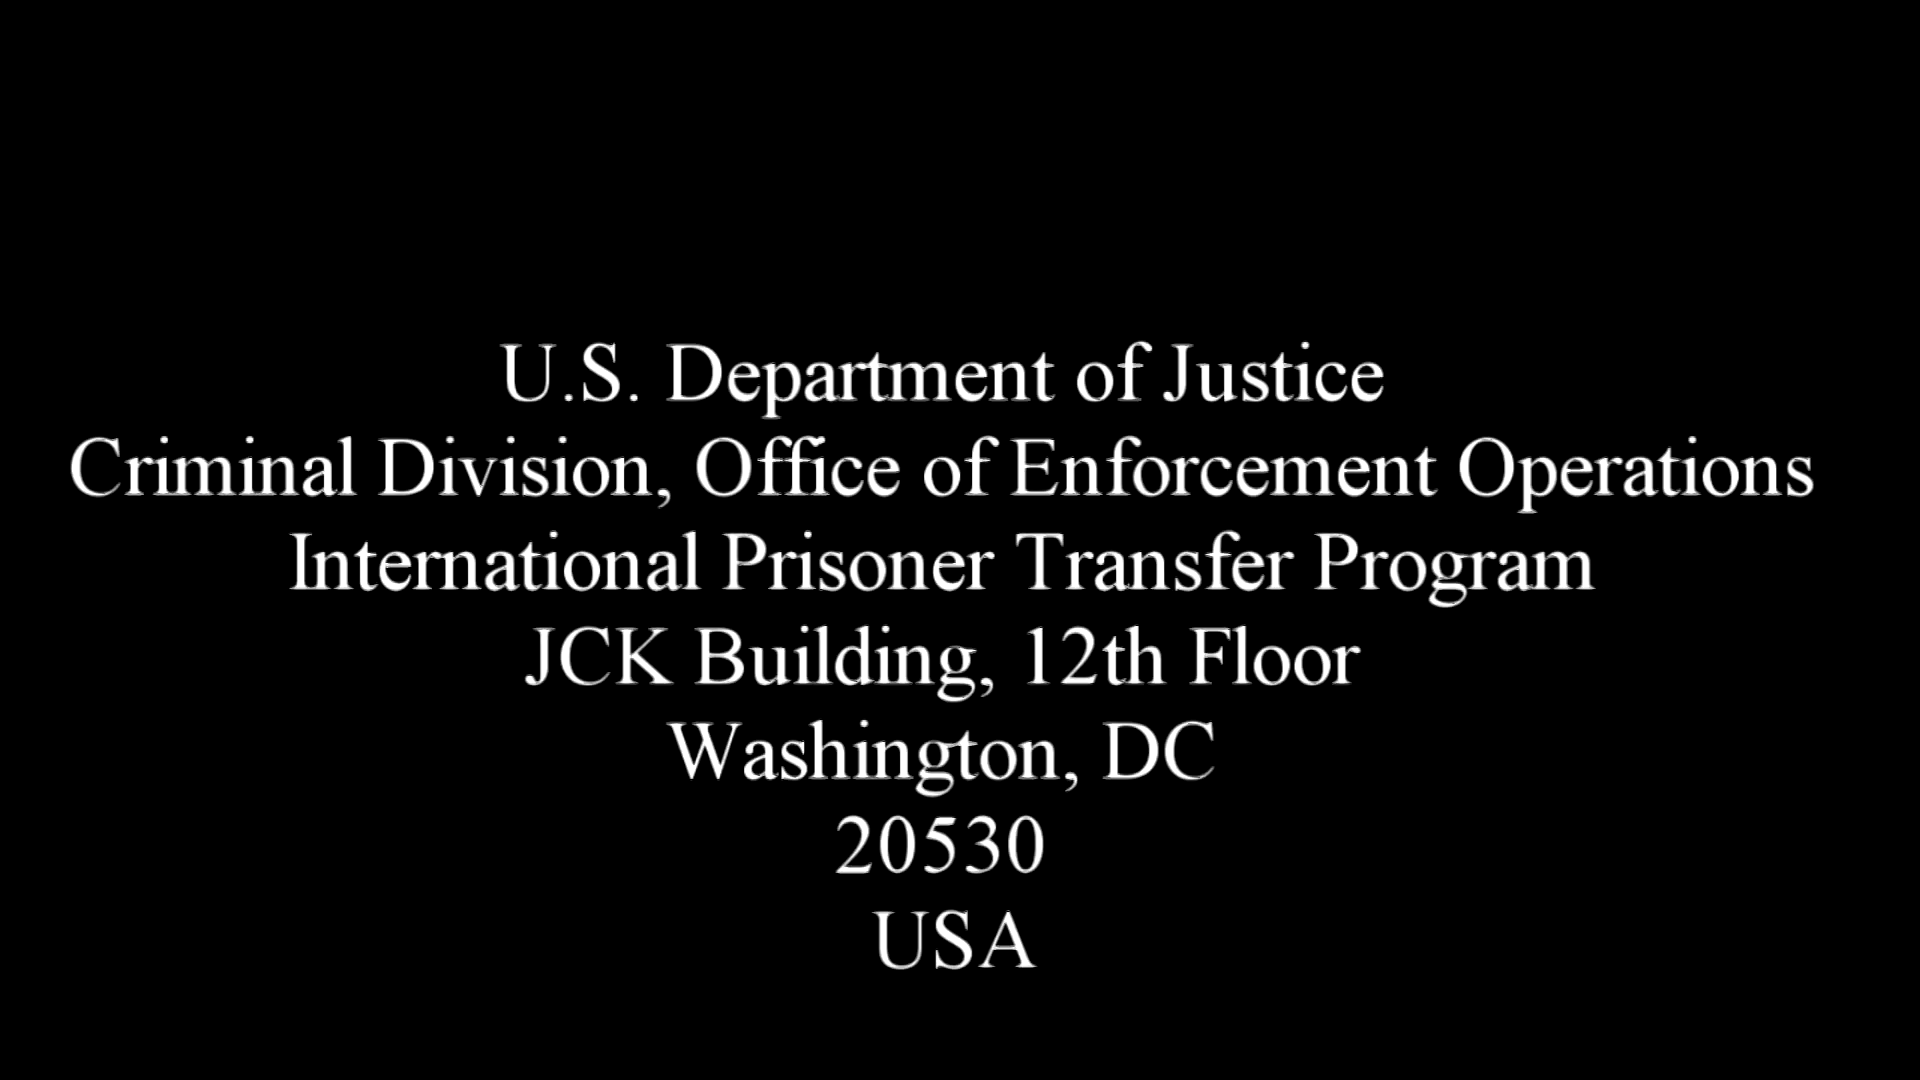 U.S. Department of Justice
Criminal Division, Office of Enforcement Operations
International Prisoner Transfer Program
JCK Building, 12th Floor
Washington, DC
20530
USA